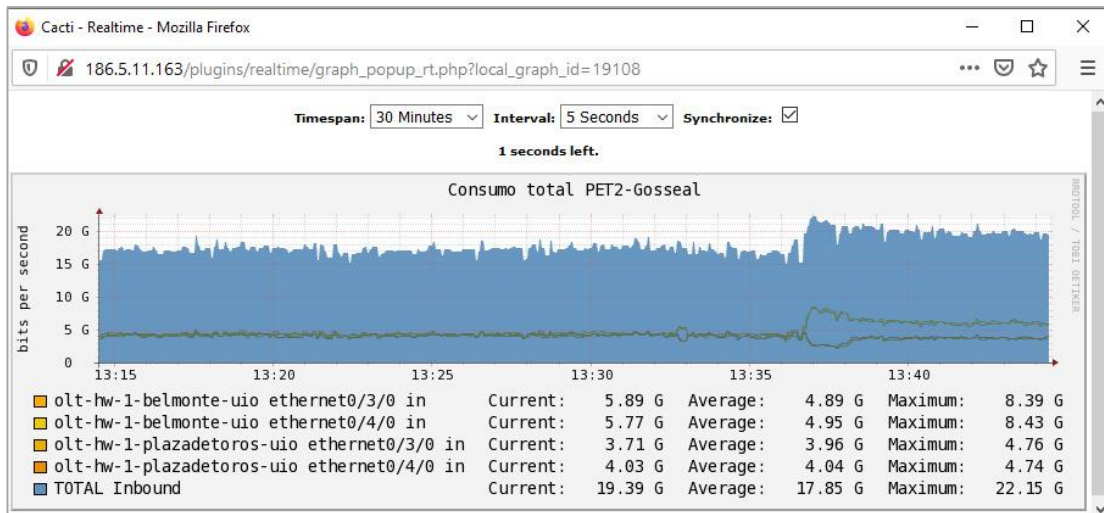 Cacti - Realtime - Mozilla Firefox
186.5.11.163/plugins/realtime/graph_popup_rt.php?local_graph_id=19108
Timespan: 30 Minutes Interval: 5 Seconds Synchronize:
1 seconds left.
Consumo total PET2-Gosseal
RRDTOOL / TOBI OETIKER
bits per second
20 G
15 G
10 G
5 G
0
13:15 13:20 13:25 13:30 13:35 13:40
olt-hw-1-belmonte-uio ethernet0/3/0 in Current: 5.89 G Average: 4.89 G Maximum: 8.39 G
olt-hw-1-belmonte-uio ethernet0/4/0 in Current: 5.77 G Average: 4.95 G Maximum: 8.43 G
olt-hw-1-plazadetoros-uio ethernet0/3/0 in Current: 3.71 G Average: 3.96 G Maximum: 4.76 G
olt-hw-1-plazadetoros-uio ethernet0/4/0 in Current: 4.03 G Average: 4.04 G Maximum: 4.74 G
TOTAL Inbound Current: 19.39 G Average: 17.85 G Maximum: 22.15 G